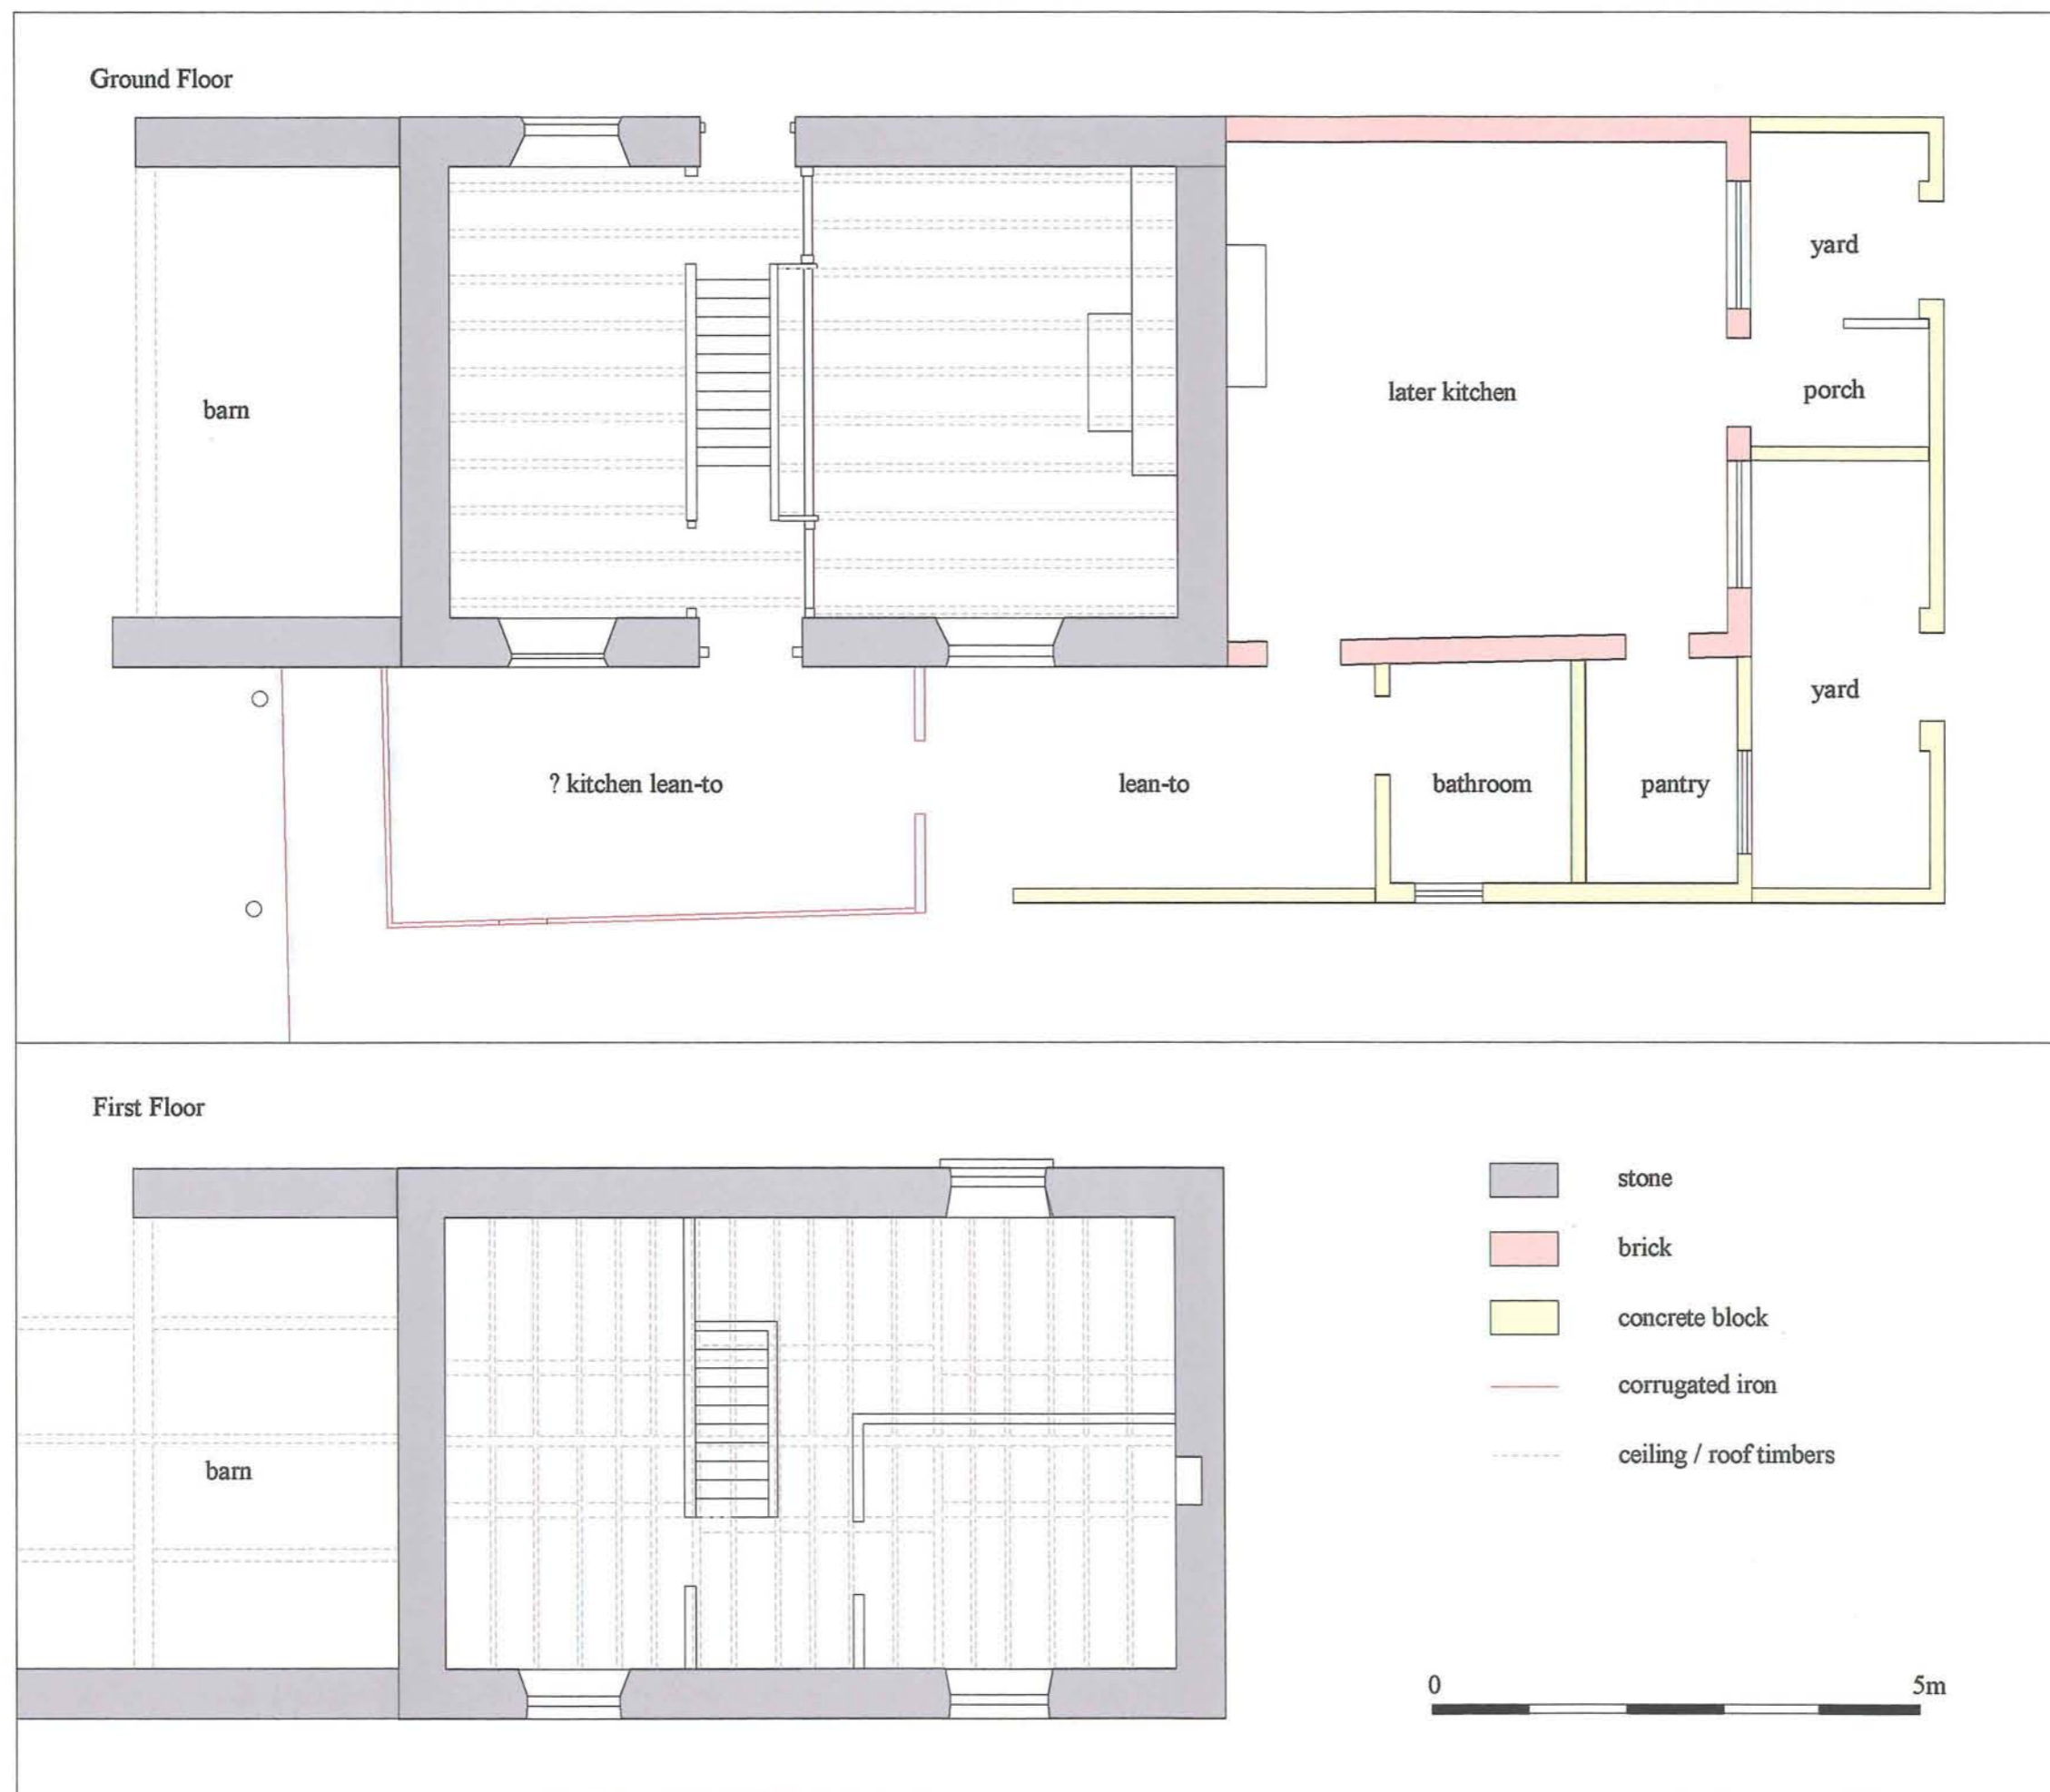 Ground Floor
yard
barn
later kitchen
porch
yard
? kitchen lean-to
lean-to
bathroom
pantry
First Floor
stone
brick
concrete block
corrugated iron
ceiling / roof timbers
barn
0
5m